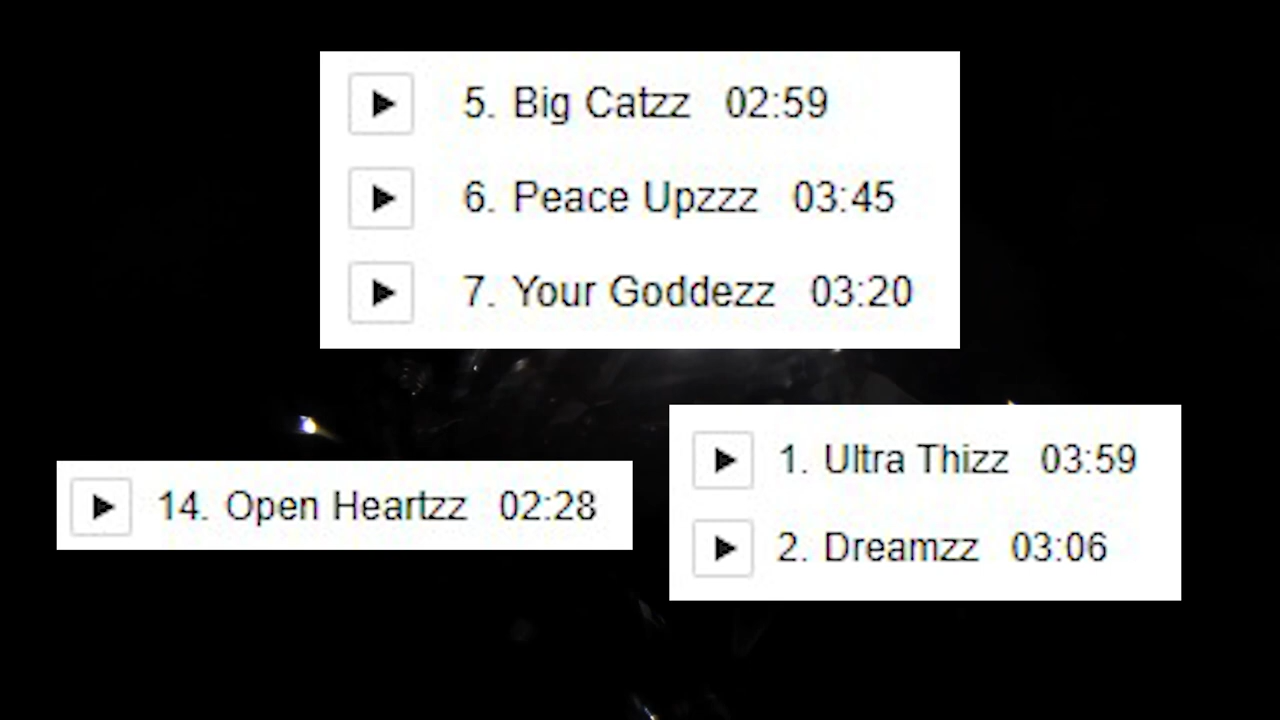 5. Big Catzz 02:59
6. Peace Upzzz 03:45
7. Your Goddezz 03:20
14. Open Heartzz 02:28
1. Ultra Thizz 03:59
2. Dreamzz 03:06